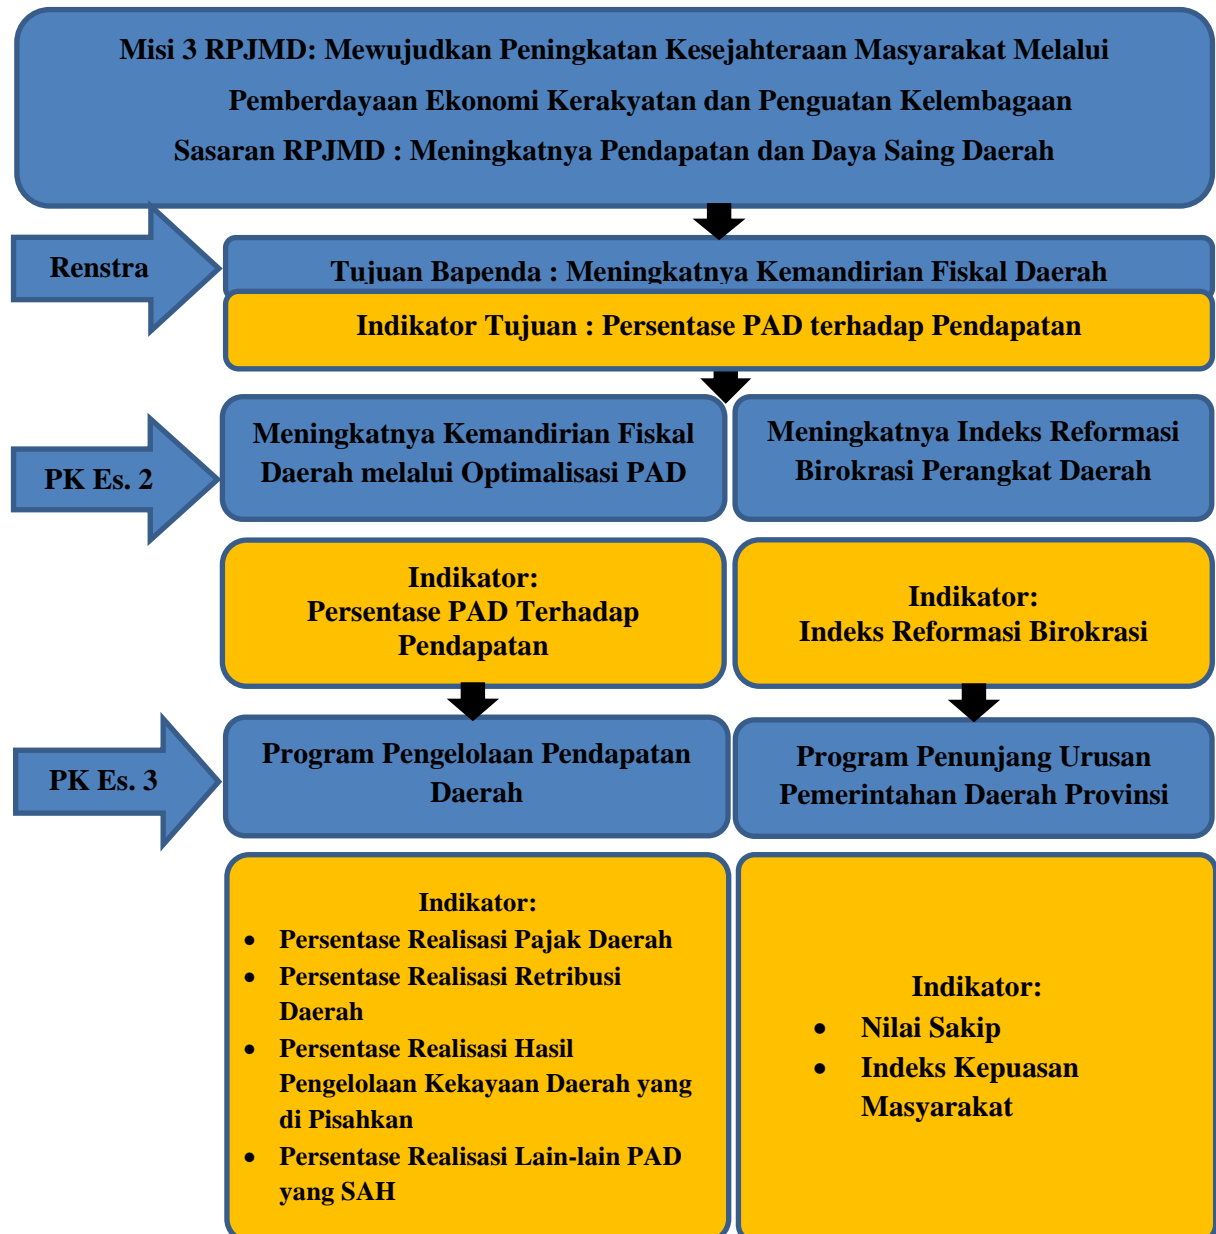 Misi 3 RPJMD: Mewujudkan Peningkatan Kesejahteraan Masyarakat Melalui
Pemberdayaan Ekonomi Kerakyatan dan Penguatan Kelembagaan
Sasaran RPJMD : Meningkatnya Pendapatan dan Daya Saing Daerah
Renstra
Tujuan Bapenda : Meningkatnya Kemandirian Fiskal Daerah
Indikator Tujuan : Persentase PAD terhadap Pendapatan
PK Es. 2
Meningkatnya Kemandirian Fiskal
Daerah melalui Optimalisasi PAD
Meningkatnya Indeks Reformasi
Birokrasi Perangkat Daerah
Indikator:
Persentase PAD Terhadap
Pendapatan
Indikator:
Indeks Reformasi Birokrasi
PK Es. 3
Program Pengelolaan Pendapatan
Daerah
Program Penunjang Urusan
Pemerintahan Daerah Provinsi
Indikator:
• Persentase Realisasi Pajak Daerah
• Persentase Realisasi Retribusi
Daerah
• Persentase Realisasi Hasil
Pengelolaan Kekayaan Daerah yang
di Pisahkan
• Persentase Realisasi Lain-lain PAD
yang SAH
Indikator:
• Nilai Sakip
• Indeks Kepuasan
Masyarakat